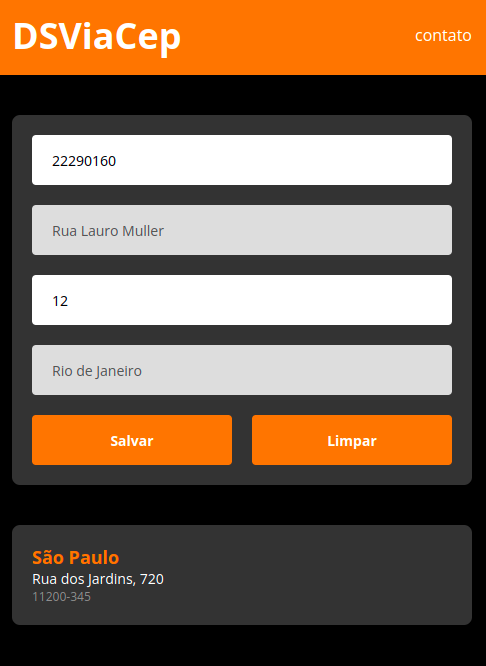 DSViaCep
contato
22290160
Rua Lauro Muller
12
Rio de Janeiro
Salvar
Limpar
São Paulo
Rua dos Jardins, 720
11200-345